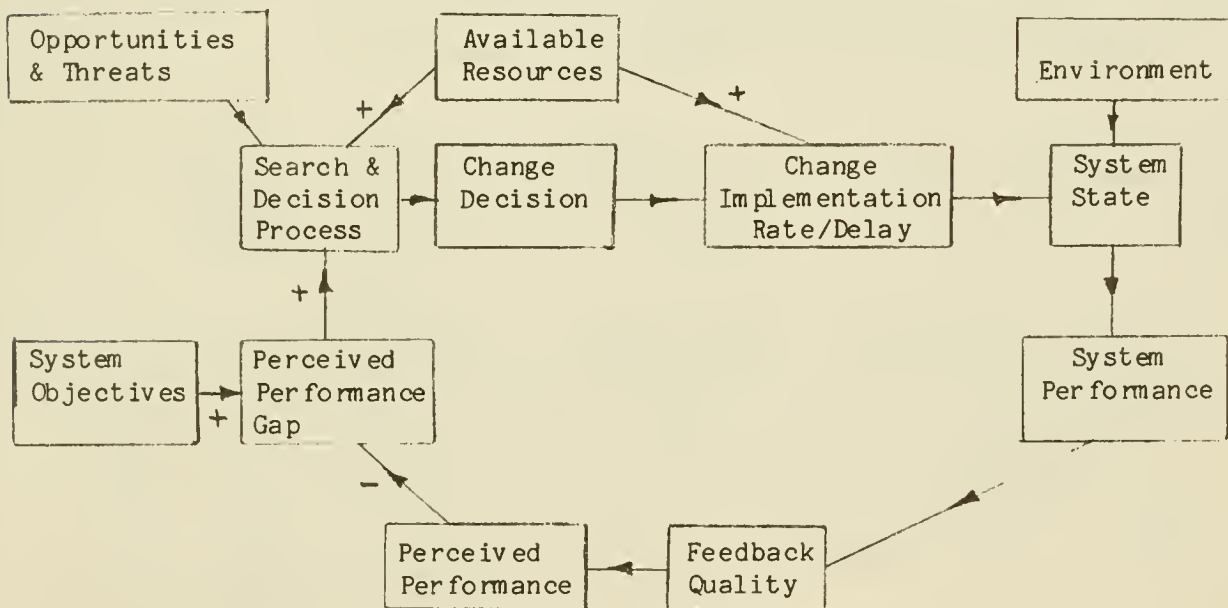 Opportunities
& Threats
Available
Resources
Environment
+
+
Search &
Decision
Process
Change
Decision
Change
Implementation
Rate/Delay
System
State
+
System
Objectives
+
Perceived
Performance
Gap
System
Performance
-
Perceived
Performance
Feedback
Quality